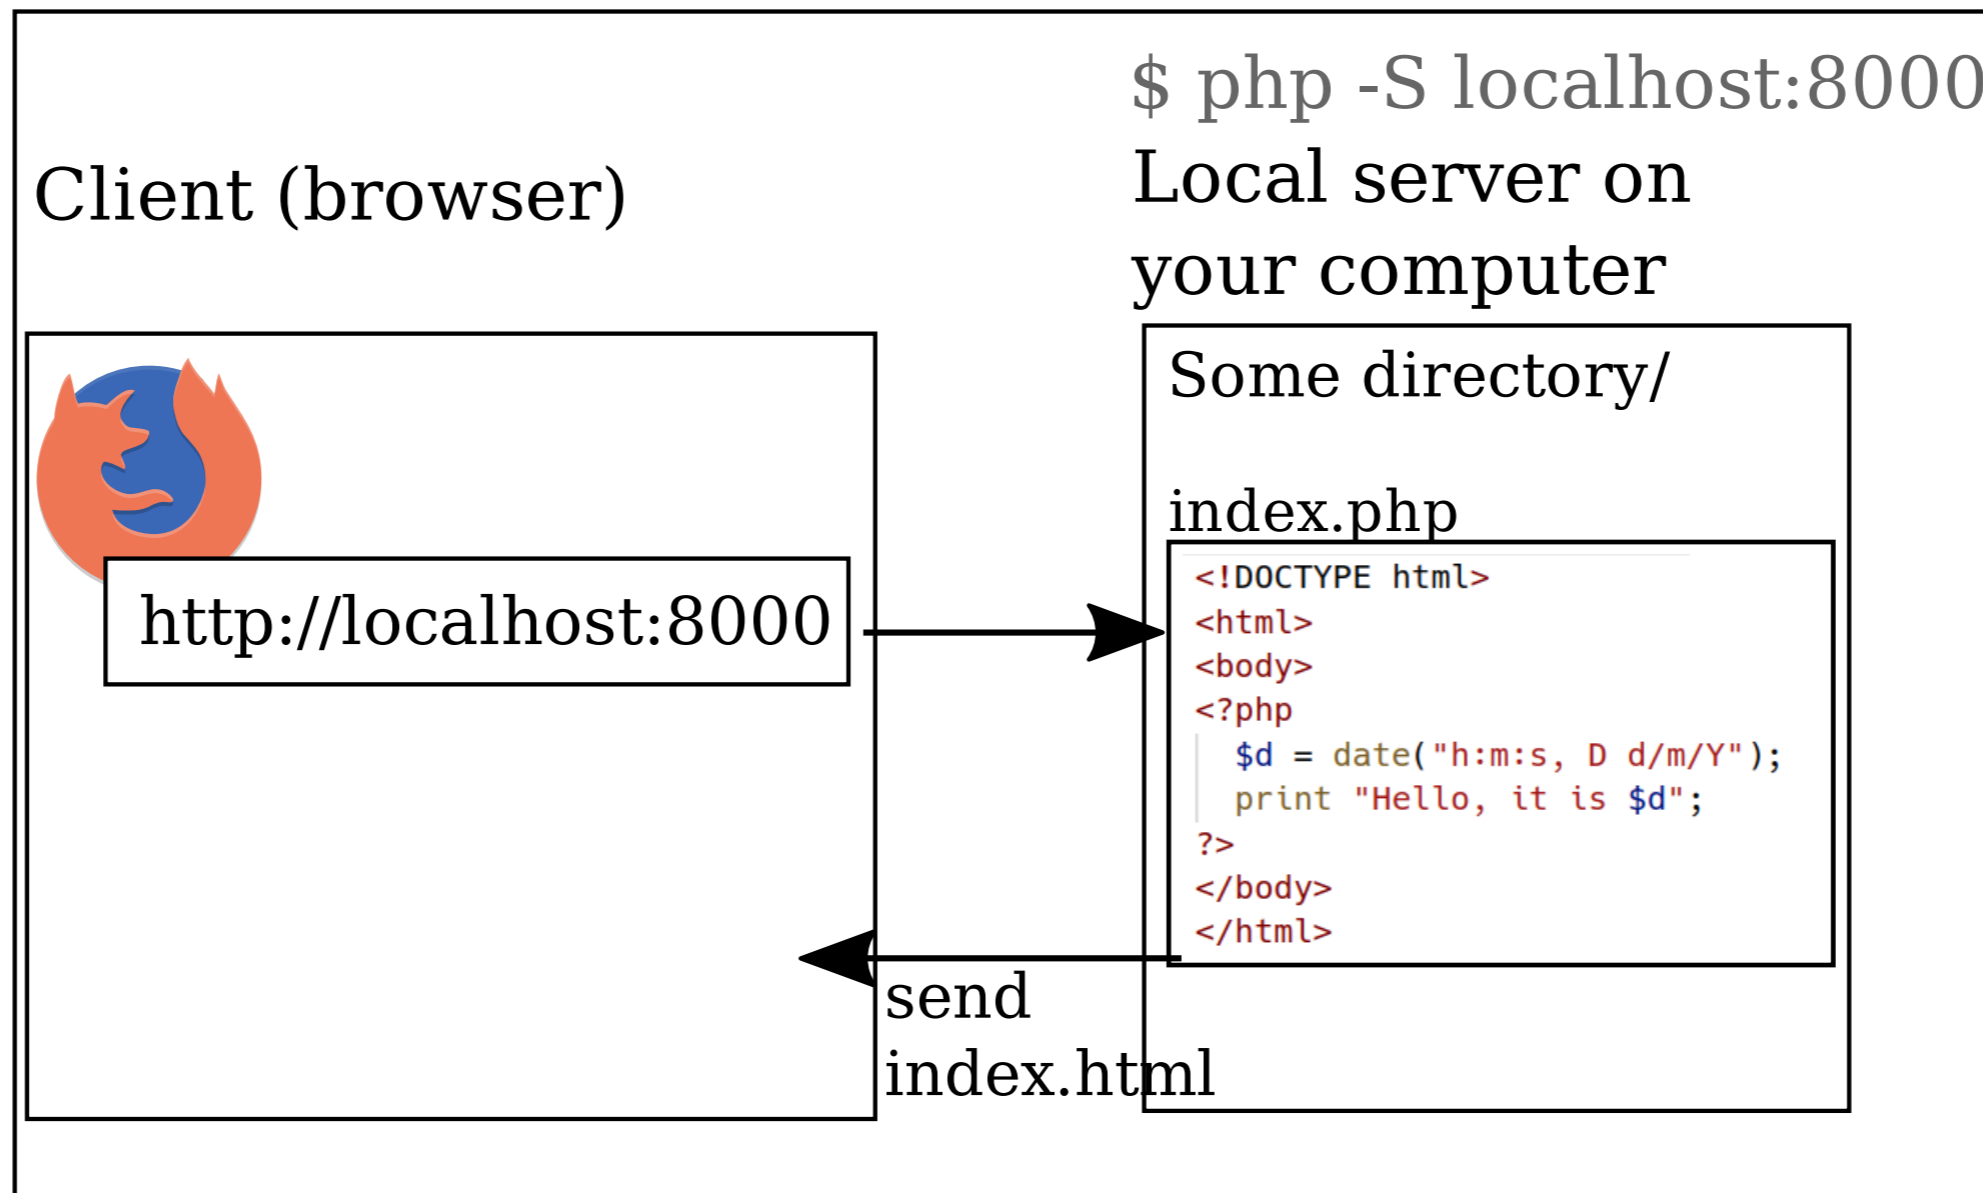 $ php -S localhost:8000
Client (browser)
Local server on
your computer
Some directory/
index.php
http://localhost:8000
<!DOCTYPE html>
<html>
<body>
<?php
  $d = date("h:m:s, D d/m/Y");
  print "Hello, it is $d";
?>
</body>
</html>
send
index.html